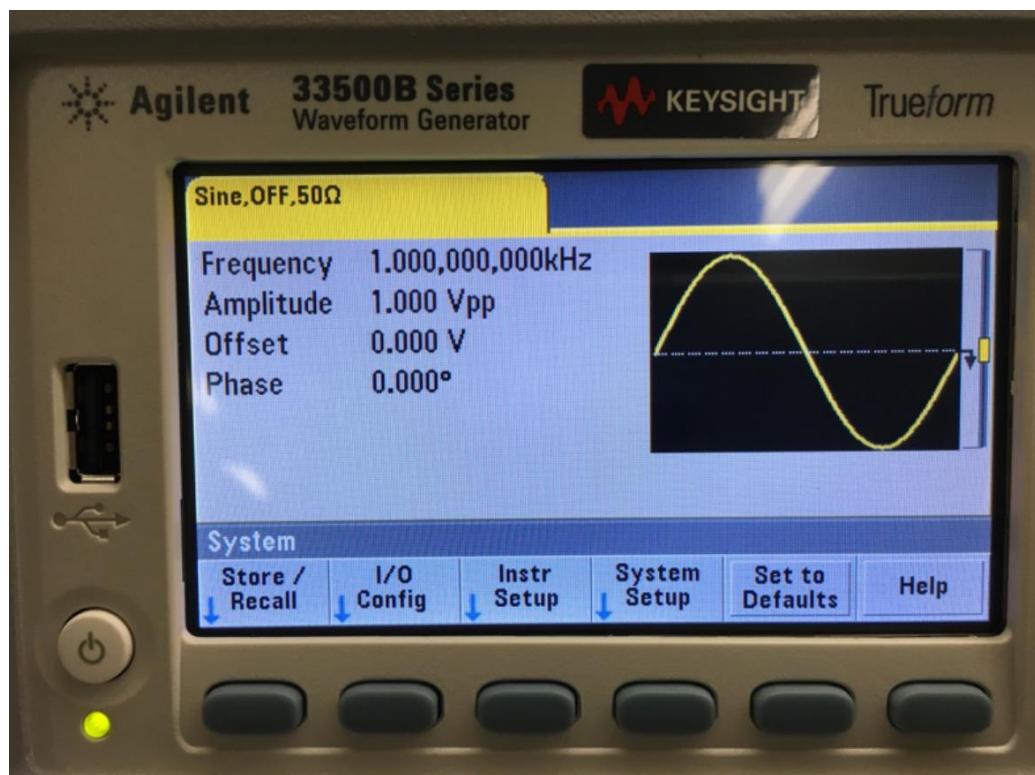 Agilent
33500B Series
Waveform Generator
KEYSIGHT
Trueform
Sine,OFF,50Ω
Frequency 1.000,000,000kHz
Amplitude 1.000 Vpp
Offset 0.000 V
Phase 0.000°
System
Store / Recall
I/O Config
Instr Setup
System Setup
Set to Defaults
Help